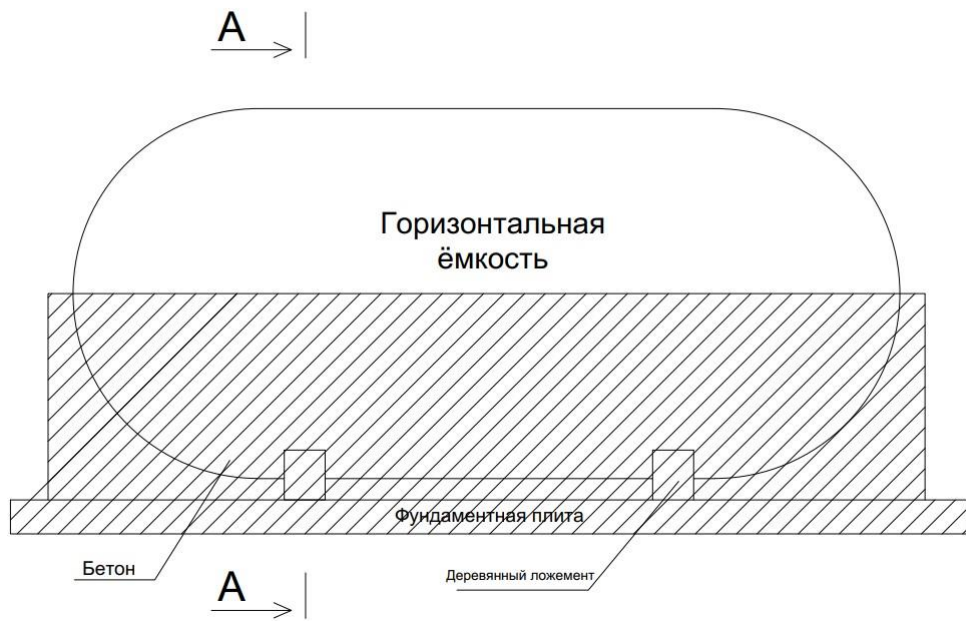 А
Горизонтальная
ёмкость
Фундаментная плита
Бетон
Деревянный ложемент
А